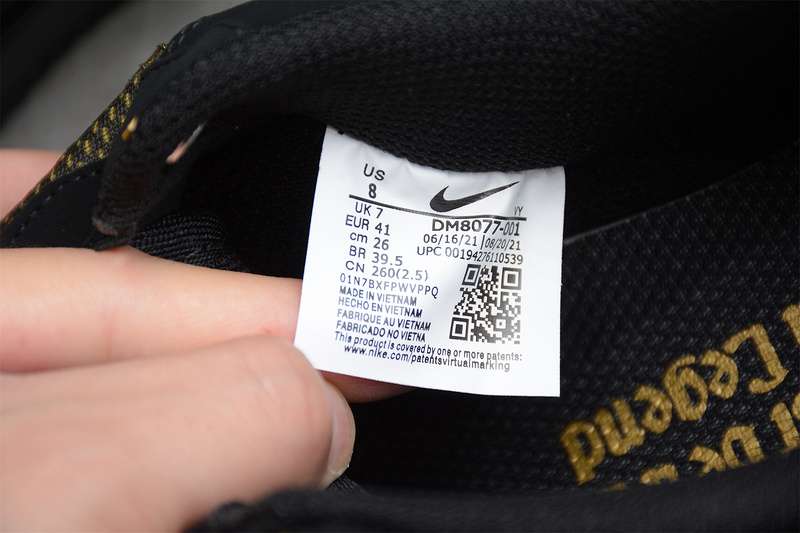 US
8
UK 7
EUR 41
cm 26
BR 39.5
CN 260(2.5)
VY
DM8077-001
06/16/21 08/20/21
UPC 00194276110539
01N7BXFPWVPPQ
MADE IN VIETNAM
HECHO EN VIETNAM
FABRIQUE AU VIETNAM
FABRICADO NO VIETNA
This product is covered by one or more patents:
www.nike.com/patentsvirtualmarking
Legend